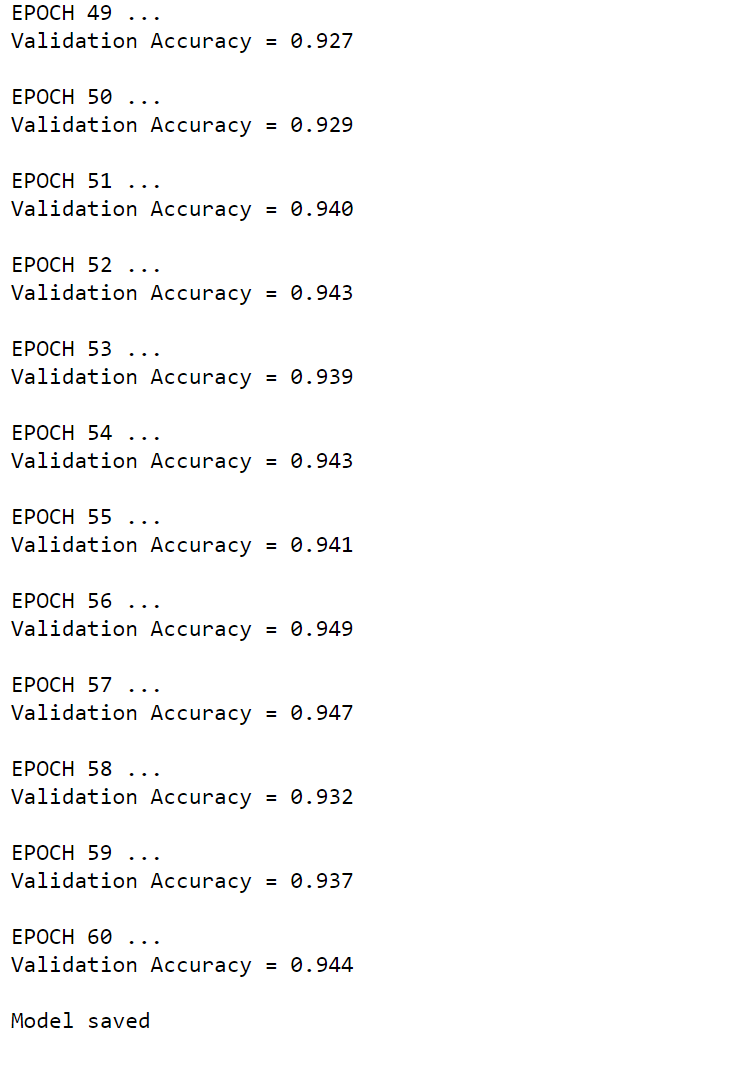 EPOCH 49 ...
Validation Accuracy = 0.927
EPOCH 50 ...
Validation Accuracy = 0.929
EPOCH 51 ...
Validation Accuracy = 0.940
EPOCH 52 ...
Validation Accuracy = 0.943
EPOCH 53 ...
Validation Accuracy = 0.939
EPOCH 54 ...
Validation Accuracy = 0.943
EPOCH 55 ...
Validation Accuracy = 0.941
EPOCH 56 ...
Validation Accuracy = 0.949
EPOCH 57 ...
Validation Accuracy = 0.947
EPOCH 58 ...
Validation Accuracy = 0.932
EPOCH 59 ...
Validation Accuracy = 0.937
EPOCH 60 ...
Validation Accuracy = 0.944
Model saved